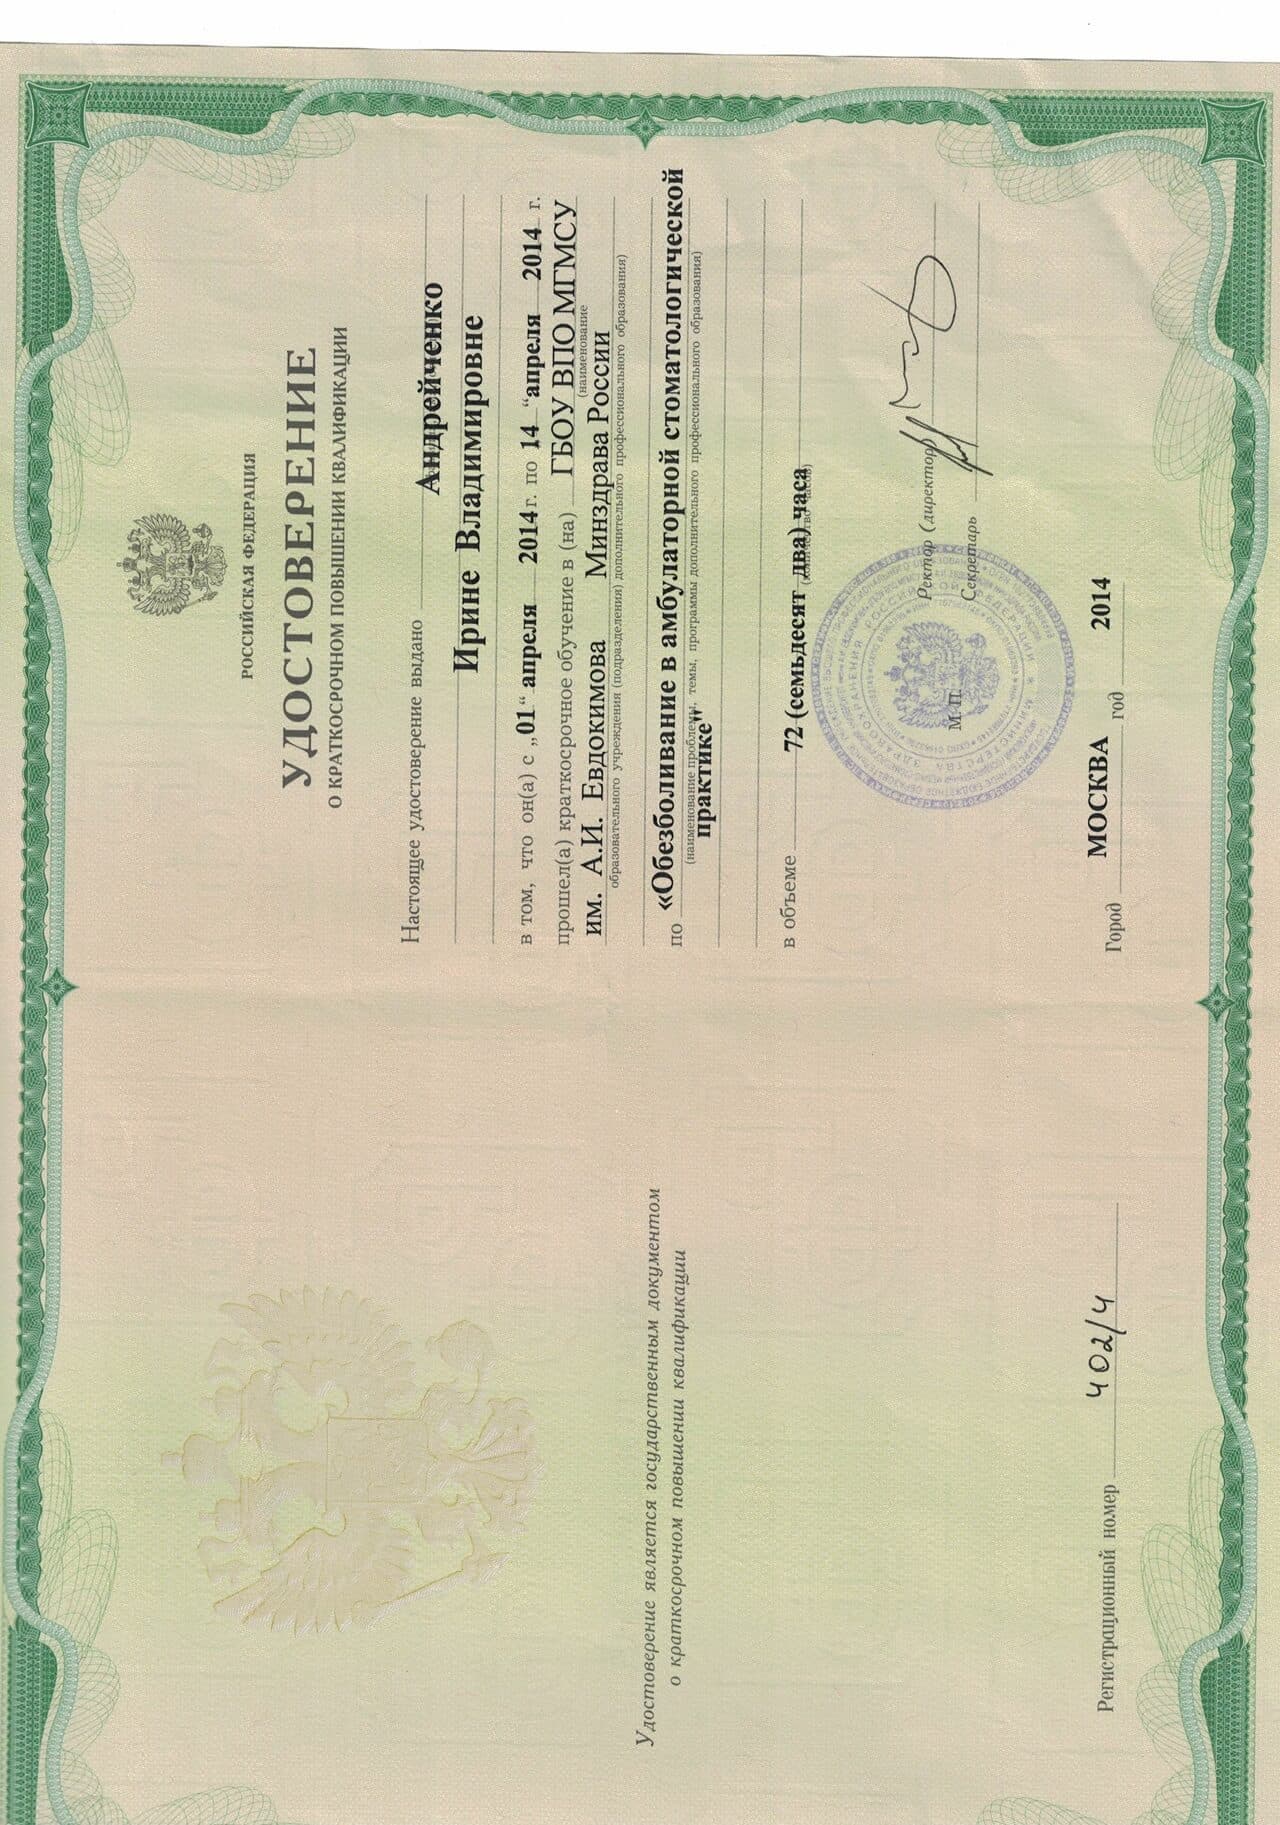 Удостоверение является государственным документом
о краткосрочном повышении квалификации
Регистрационный номер 402/4
РОССИЙСКАЯ ФЕДЕРАЦИЯ
УДОСТОВЕРЕНИЕ
О КРАТКОСРОЧНОМ ПОВЫШЕНИИ КВАЛИФИКАЦИИ
Настоящее удостоверение выдано Андрейченко
Ирине Владимировне
в том, что он(а) с „01“ апреля 2014 г. по 14 “ апреля 2014 г.
прошел(а) краткосрочное обучение в (на) ГБОУ ВПО МГМСУ
(наименование
им. А.И. Евдокимова Минздрава России
образовательного учреждения (подразделения) дополнительного профессионального образования)
по «Обезболивание в амбулаторной стоматологической
(наименование проблемы, темы, программы дополнительного профессионального образования)
практике"
в объеме 72 (семьдесят два) часа
(количество часов)
Ректор (директор)
М. П.
Секретарь
Город МОСКВА год 2014